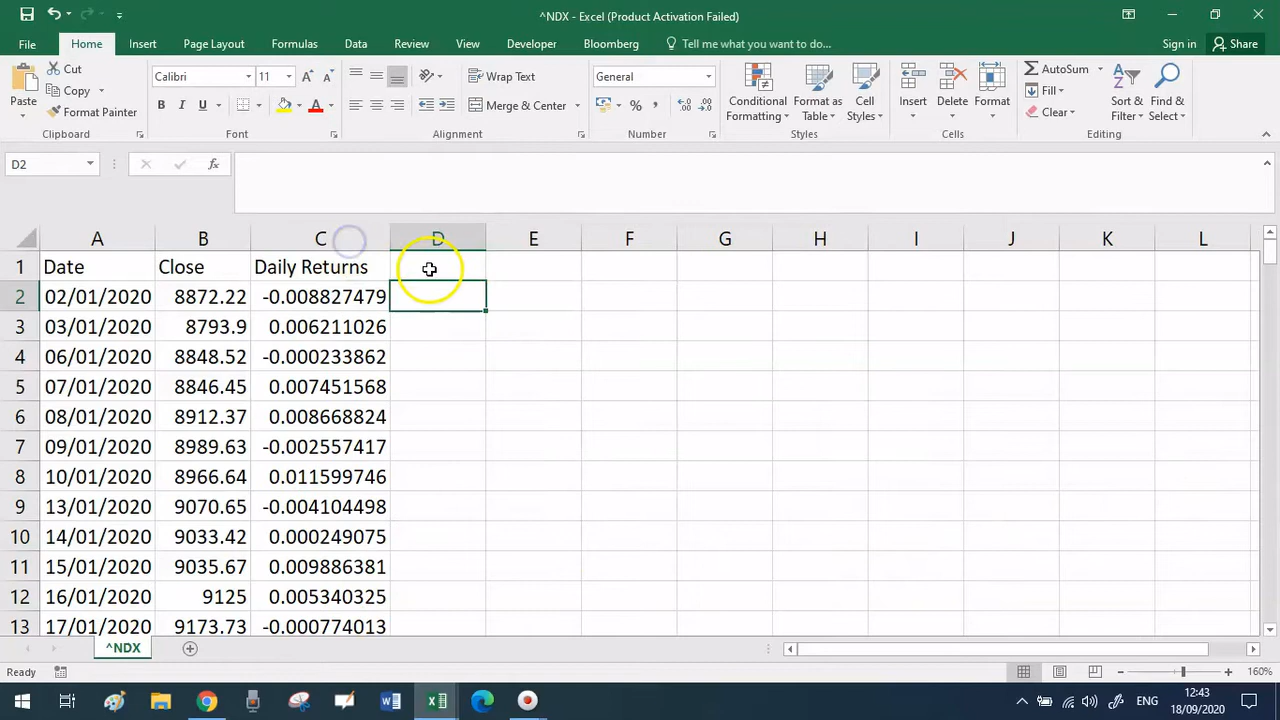 ^NDX - Excel (Product Activation Failed)
File Home Insert Page Layout Formulas Data Review View Developer Bloomberg Tell me what you want to do... Sign in Share
Paste
Cut
Copy
Format Painter
Clipboard
Calibri 11
B I U
Font
Wrap Text
Merge & Center
Alignment
General
Number
Conditional Formatting
Format as Table
Cell Styles
Styles
Insert Delete Format
Cells
AutoSum
Fill
Clear
Sort & Filter
Find & Select
Editing
D2 fx
A B C D E F G H I J K L
1 Date Close Daily Returns
2 02/01/2020 8872.22 -0.008827479
3 03/01/2020 8793.9 0.006211026
4 06/01/2020 8848.52 -0.000233862
5 07/01/2020 8846.45 0.007451568
6 08/01/2020 8912.37 0.008668824
7 09/01/2020 8989.63 -0.002557417
8 10/01/2020 8966.64 0.011599746
9 13/01/2020 9070.65 -0.004104498
10 14/01/2020 9033.42 0.000249075
11 15/01/2020 9035.67 0.009886381
12 16/01/2020 9125 0.005340325
13 17/01/2020 9173.73 -0.000774013
^NDX
Ready 160%
ENG 12:43
18/09/2020